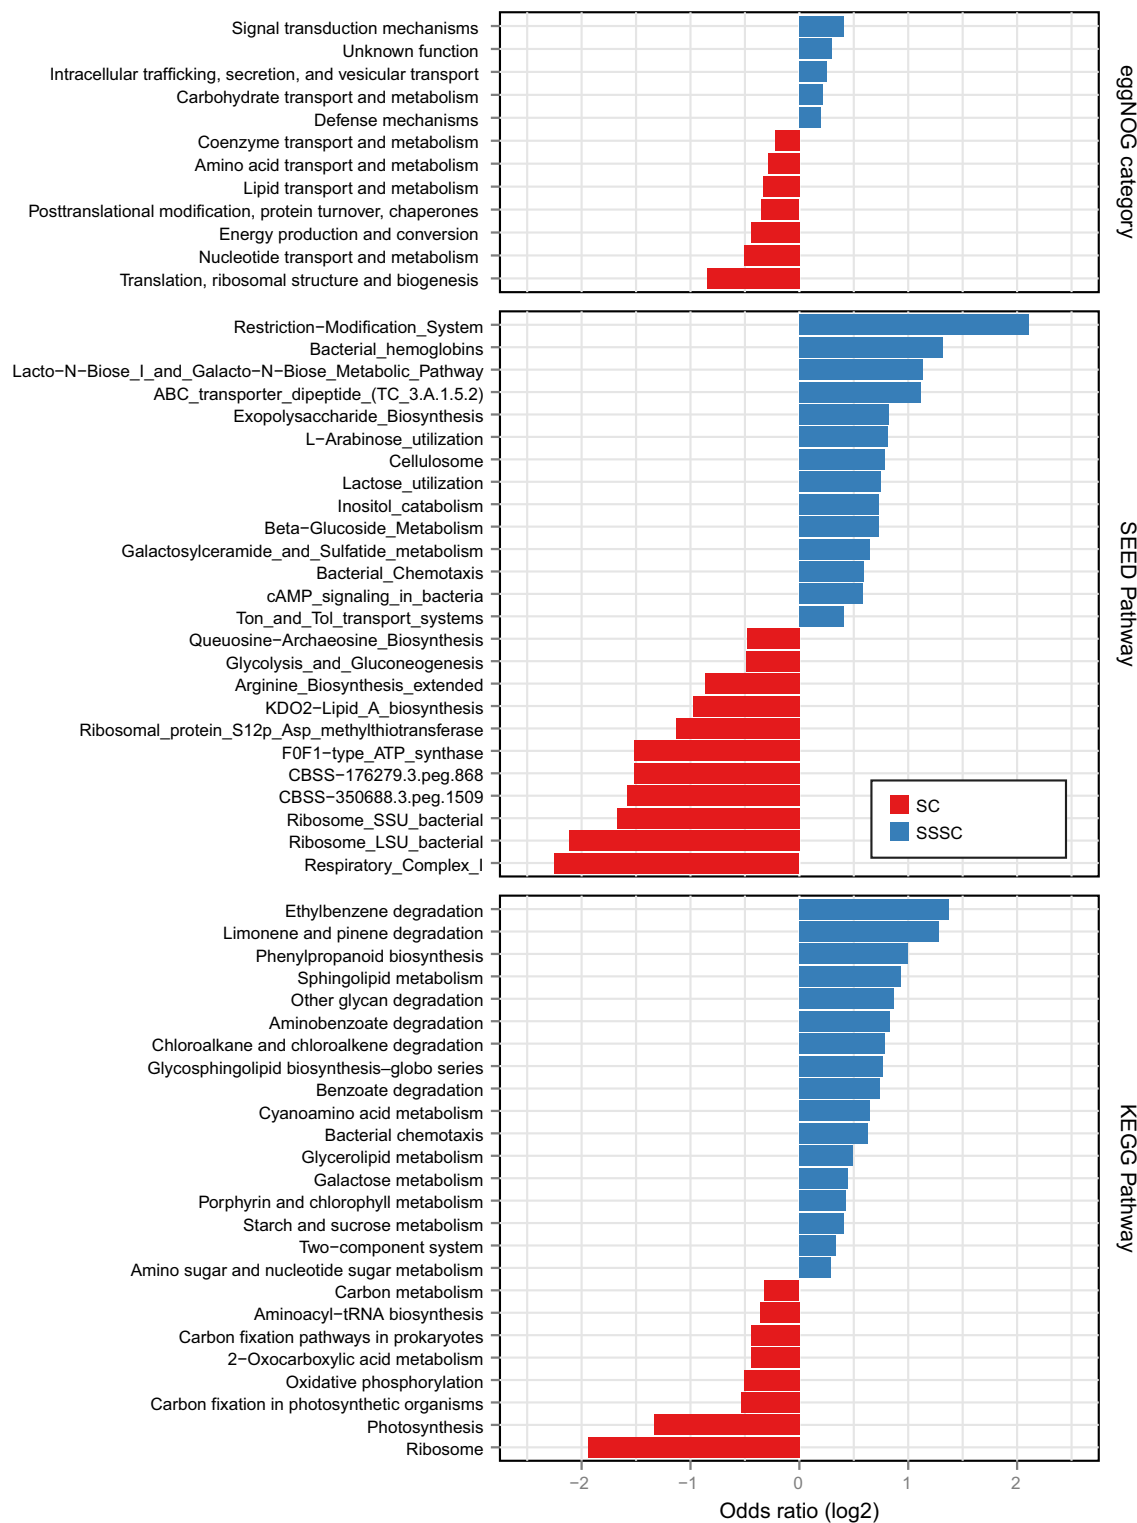 Signal transduction mechanisms
Unknown function
Intracellular trafficking, secretion, and vesicular transport
Carbohydrate transport and metabolism
Defense mechanisms
Coenzyme transport and metabolism
Amino acid transport and metabolism
Lipid transport and metabolism
Posttranslational modification, protein turnover, chaperones
Energy production and conversion
Nucleotide transport and metabolism
Translation, ribosomal structure and biogenesis
eggNOG category
Restriction−Modification_System
Bacterial_hemoglobins
Lacto−N−Biose_I_and_Galacto−N−Biose_Metabolic_Pathway
ABC_transporter_dipeptide_(TC_3.A.1.5.2)
Exopolysaccharide_Biosynthesis
L−Arabinose_utilization
Cellulosome
Lactose_utilization
Inositol_catabolism
Beta−Glucoside_Metabolism
Galactosylceramide_and_Sulfatide_metabolism
Bacterial_Chemotaxis
cAMP_signaling_in_bacteria
Ton_and_Tol_transport_systems
Queuosine−Archaeosine_Biosynthesis
Glycolysis_and_Gluconeogenesis
Arginine_Biosynthesis_extended
KDO2−Lipid_A_biosynthesis
Ribosomal_protein_S12p_Asp_methylthiotransferase
F0F1−type_ATP_synthase
CBSS−176279.3.peg.868
CBSS−350688.3.peg.1509
Ribosome_SSU_bacterial
Ribosome_LSU_bacterial
Respiratory_Complex_I
SEED Pathway
SC
SSSC
Ethylbenzene degradation
Limonene and pinene degradation
Phenylpropanoid biosynthesis
Sphingolipid metabolism
Other glycan degradation
Aminobenzoate degradation
Chloroalkane and chloroalkene degradation
Glycosphingolipid biosynthesis–globo series
Benzoate degradation
Cyanoamino acid metabolism
Bacterial chemotaxis
Glycerolipid metabolism
Galactose metabolism
Porphyrin and chlorophyll metabolism
Starch and sucrose metabolism
Two−component system
Amino sugar and nucleotide sugar metabolism
Carbon metabolism
Aminoacyl−tRNA biosynthesis
Carbon fixation pathways in prokaryotes
2−Oxocarboxylic acid metabolism
Oxidative phosphorylation
Carbon fixation in photosynthetic organisms
Photosynthesis
Ribosome
KEGG Pathway
−2 −1 0 1 2
Odds ratio (log2)